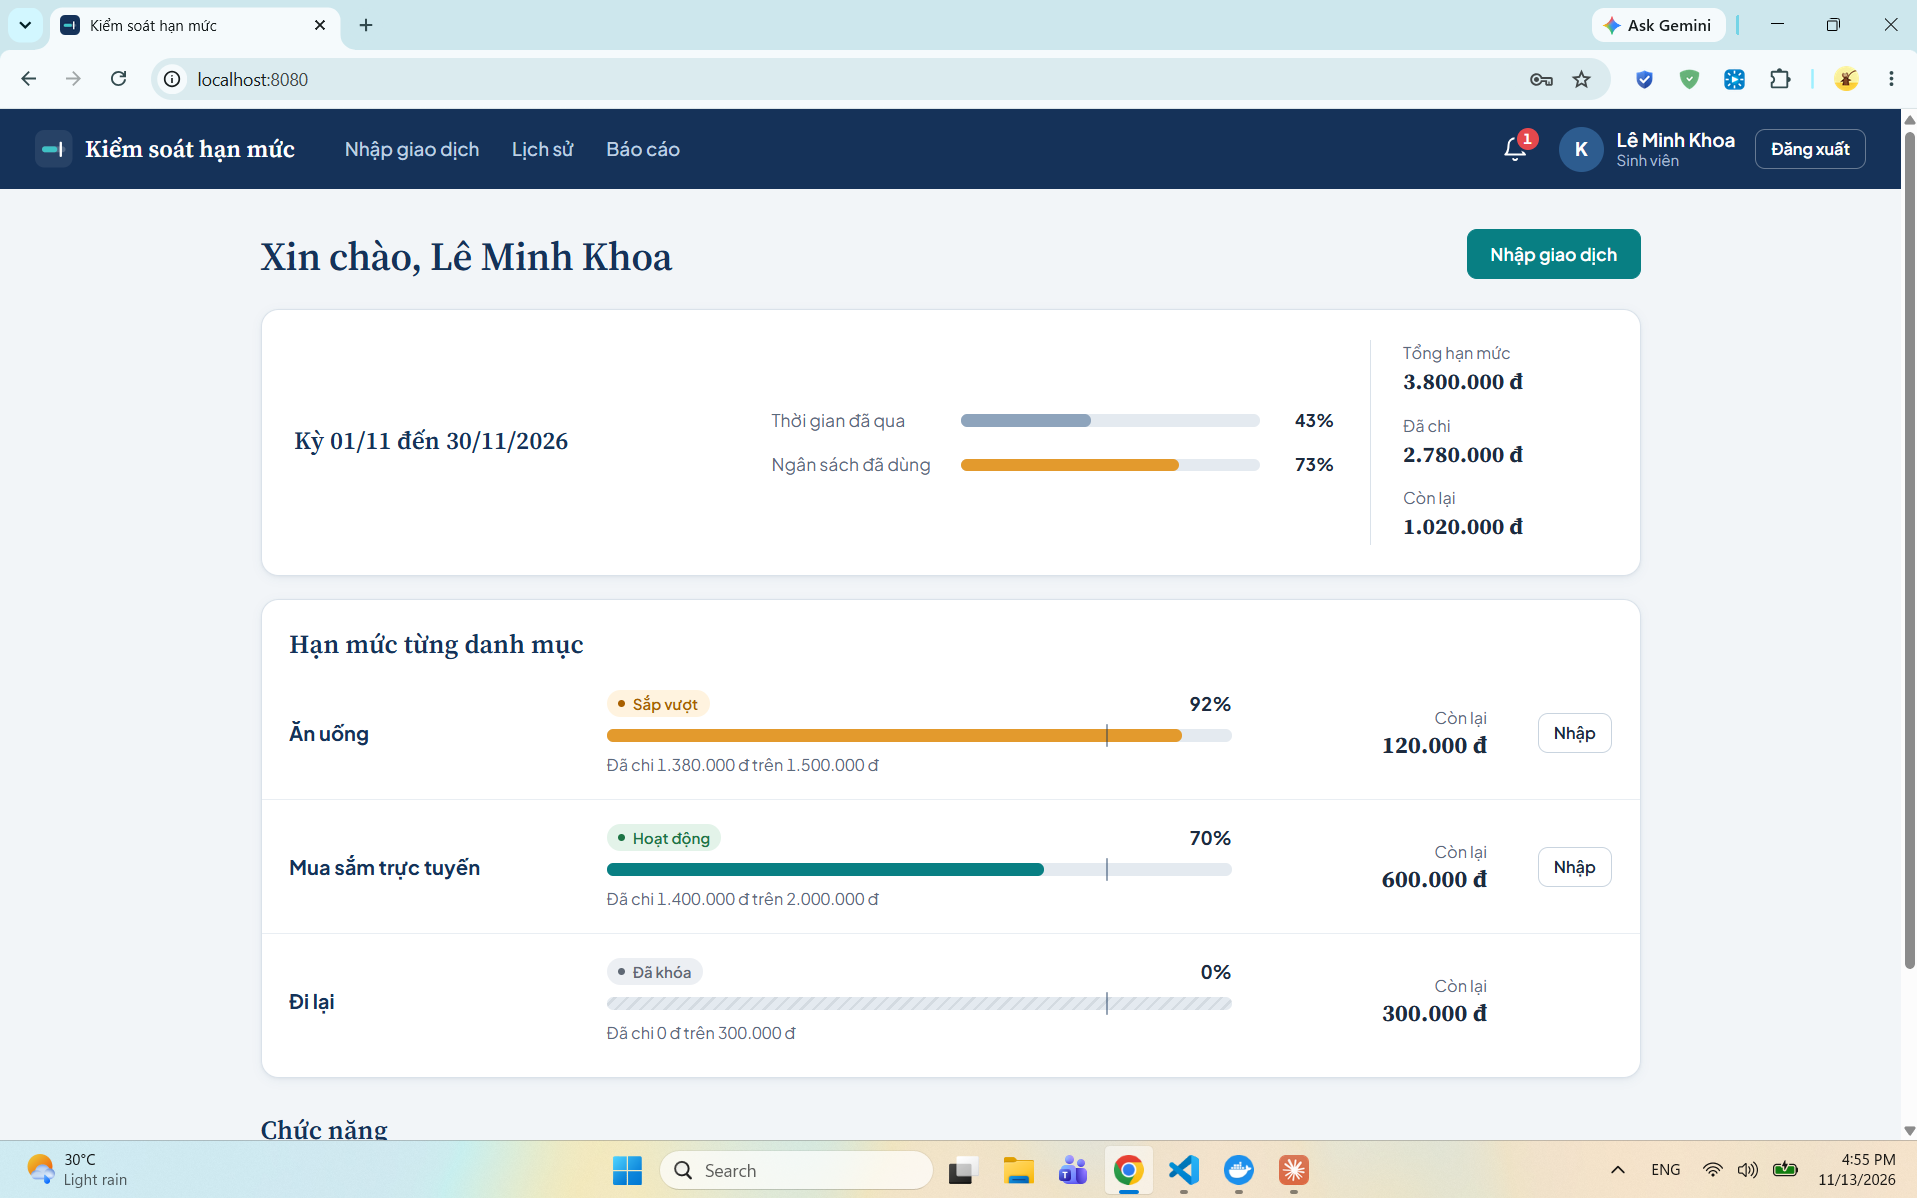 Kiểm soát hạn mức
Ask Gemini
localhost:8080
Kiểm soát hạn mức
Nhập giao dịch
Lịch sử
Báo cáo
1
K
Lê Minh Khoa
Sinh viên
Đăng xuất
Xin chào, Lê Minh Khoa
Nhập giao dịch
Kỳ 01/11 đến 30/11/2026
Thời gian đã qua
43%
Ngân sách đã dùng
73%
Tổng hạn mức
3.800.000 đ
Đã chi
2.780.000 đ
Còn lại
1.020.000 đ
Hạn mức từng danh mục
Ăn uống
Sắp vượt
92%
Đã chi 1.380.000 đ trên 1.500.000 đ
Còn lại
120.000 đ
Nhập
Mua sắm trực tuyến
Hoạt động
70%
Đã chi 1.400.000 đ trên 2.000.000 đ
Còn lại
600.000 đ
Nhập
Đi lại
Đã khóa
0%
Đã chi 0 đ trên 300.000 đ
Còn lại
300.000 đ
Chức năng
30°C
Light rain
Search
ENG
4:55 PM
11/13/2026